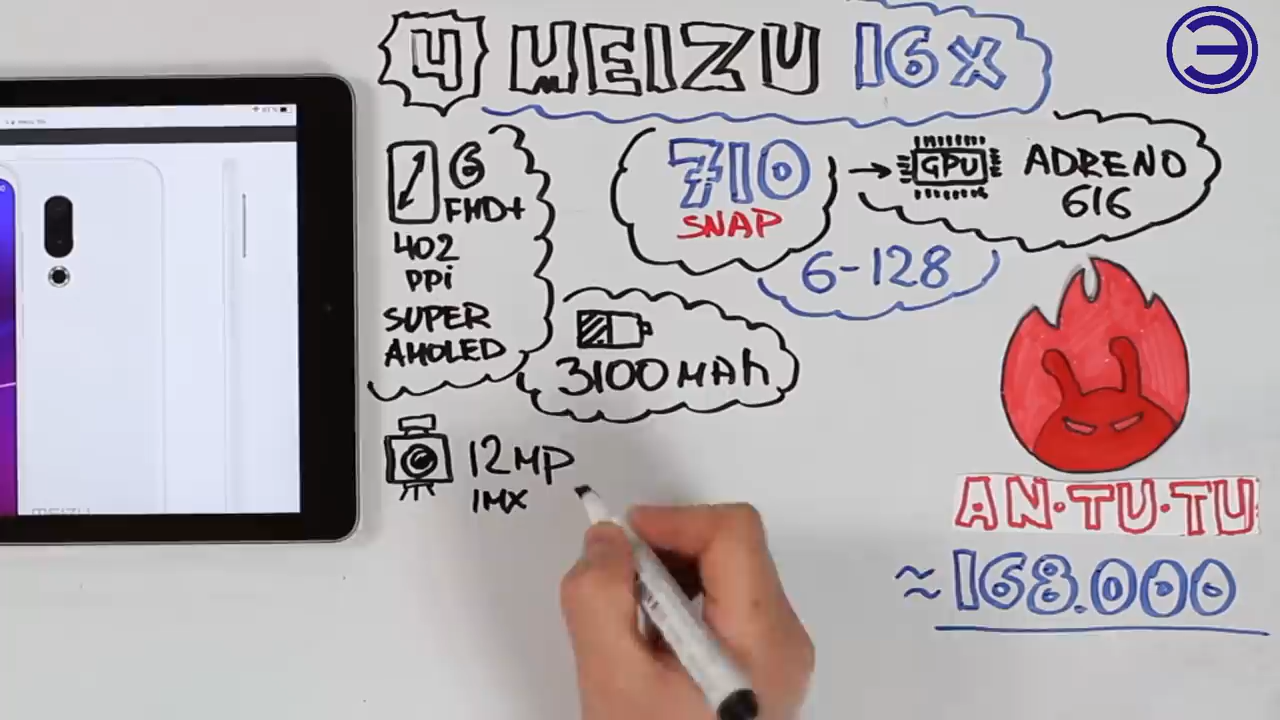 4 MEIZU 16X
6
FHD+
402
PPi
SUPER
AMOLED
710
SNAP
GPU
ADRENO
616
6-128
3100 MAh
12MP
IMX
AN·TU·TU
≈168.000
MEIZU
Э